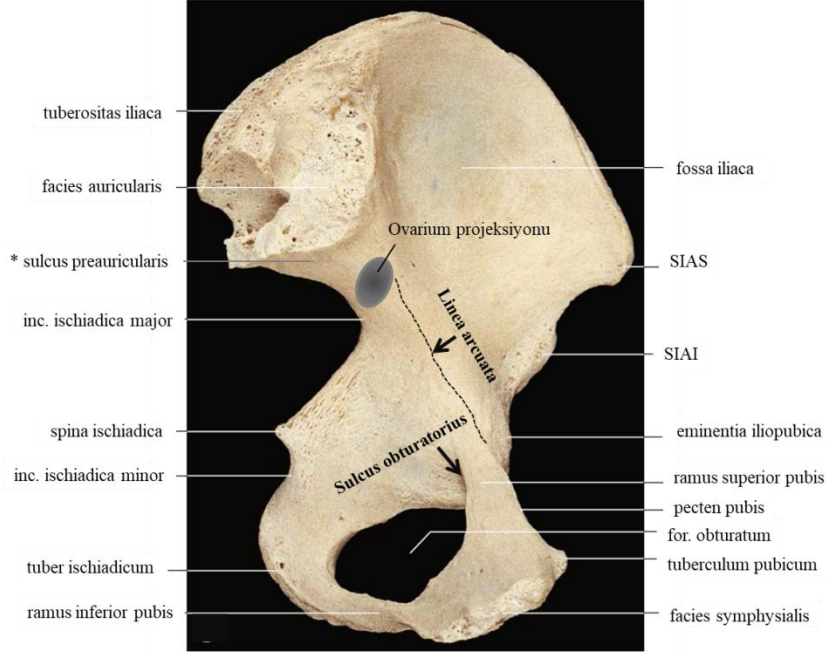 tuberositas iliaca
facies auricularis
* sulcus preauricularis
inc. ischiadica major
spina ischiadica
inc. ischiadica minor
tuber ischiadicum
ramus inferior pubis
Ovarium projeksiyonu
Linea arcuata
Sulcus obturatorius
fossa iliaca
SIAS
SIAI
eminentia iliopubica
ramus superior pubis
pecten pubis
for. obturatum
tuberculum pubicum
facies symphysialis